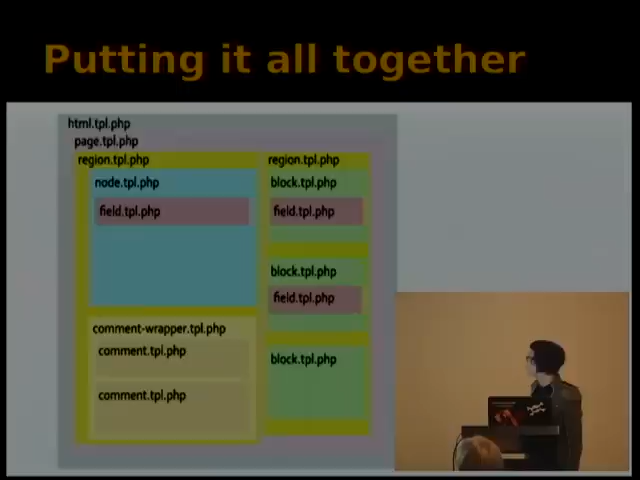 Putting it all together
html.tpl.php
page.tpl.php
region.tpl.php
node.tpl.php
field.tpl.php
comment-wrapper.tpl.php
comment.tpl.php
comment.tpl.php
region.tpl.php
block.tpl.php
field.tpl.php
block.tpl.php
field.tpl.php
block.tpl.php